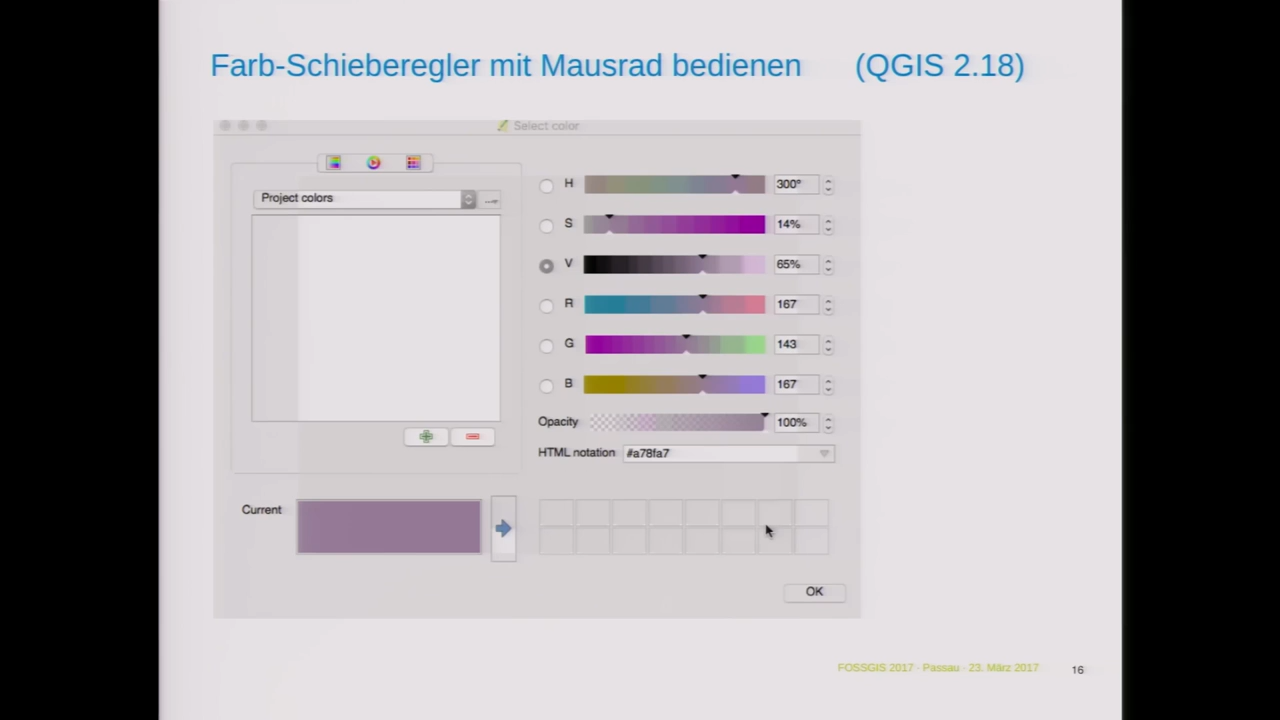 Farb-Schieberegler mit Mausrad bedienen (QGIS 2.18)
Select color
Project colors
H 300°
S 14%
V 65%
R 167
G 143
B 167
Opacity 100%
HTML notation #a78fa7
Current
OK
FOSSGIS 2017 - Passau - 23. März 2017 16